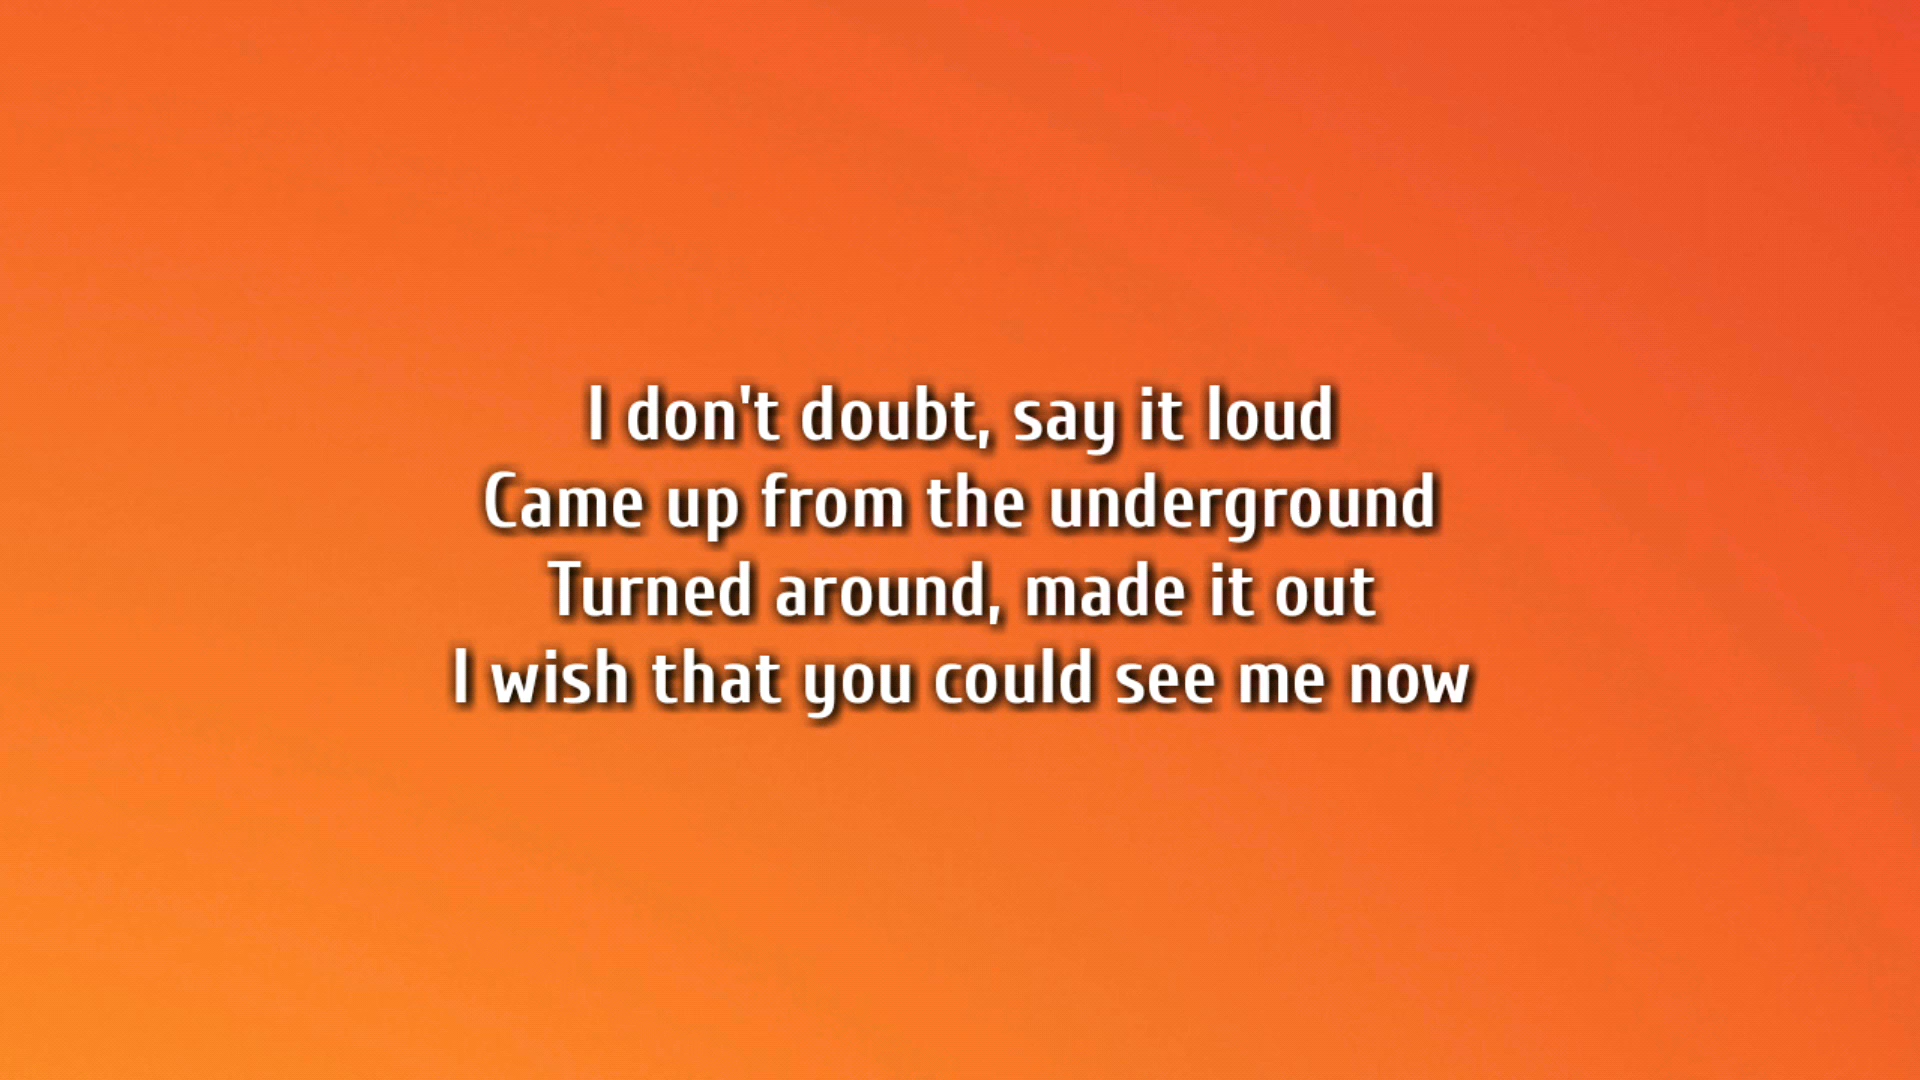 I don't doubt, say it loud
Came up from the underground
Turned around, made it out
I wish that you could see me now